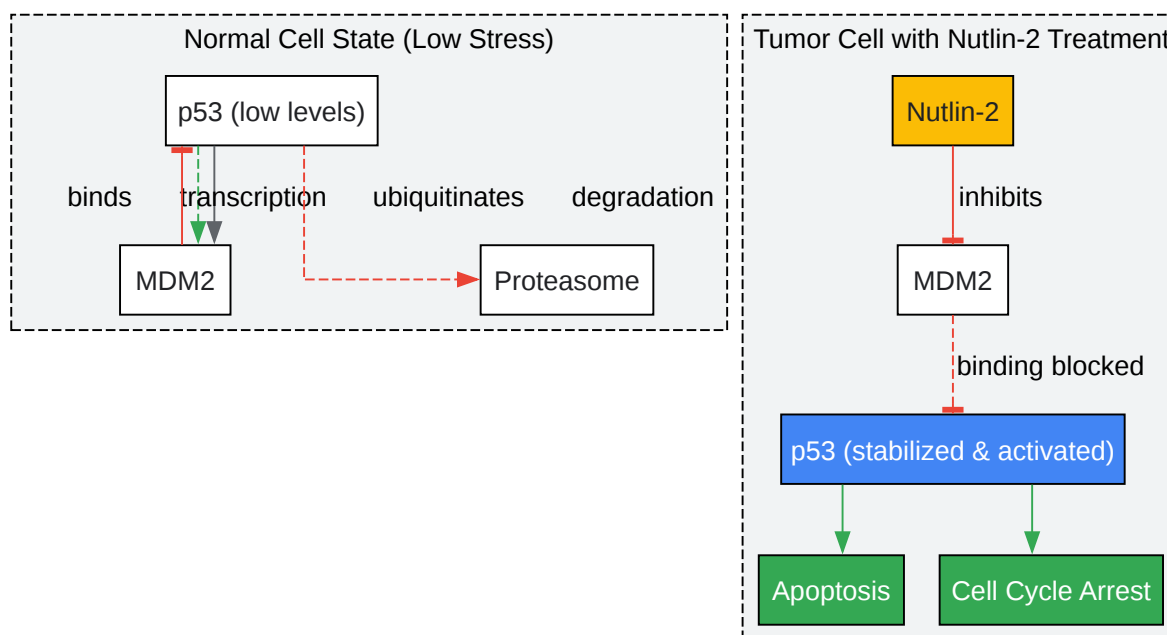 Normal Cell State (Low Stress)
p53 (low levels)
binds
transcription
ubiquitinates
degradation
MDM2
Proteasome
Tumor Cell with Nutlin-2 Treatment
Nutlin-2
inhibits
MDM2
binding blocked
p53 (stabilized & activated)
Apoptosis
Cell Cycle Arrest